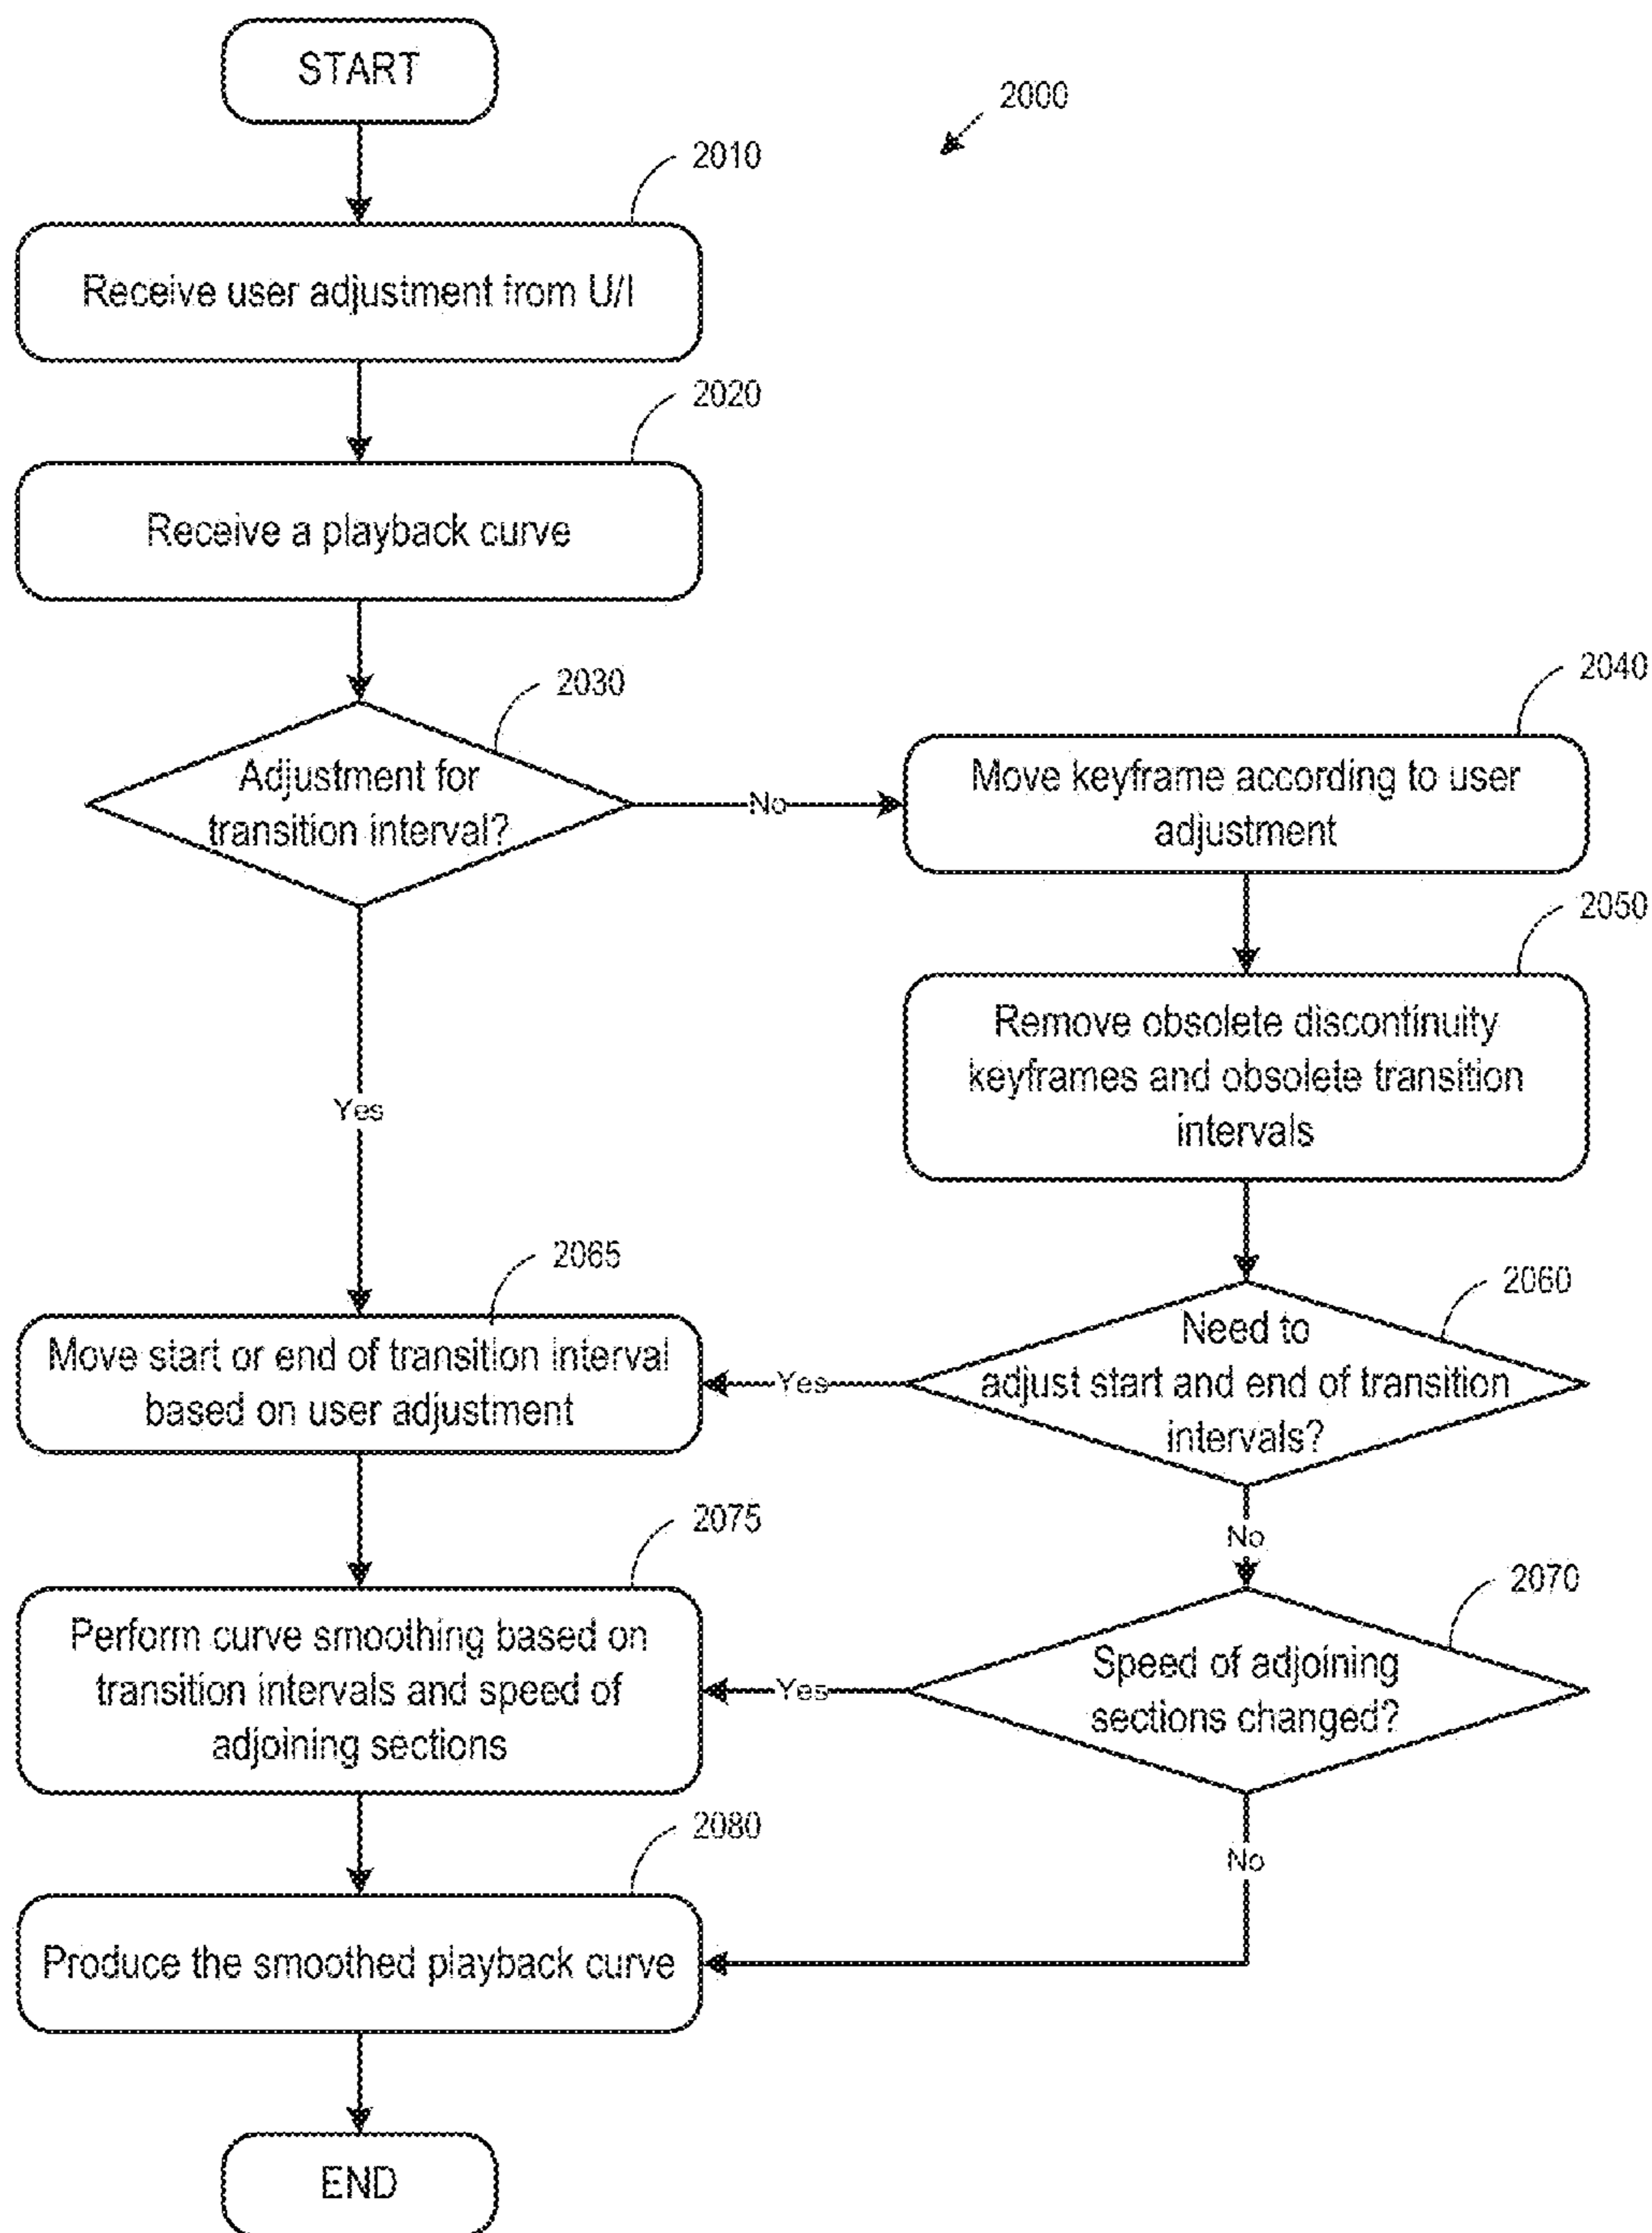 START
2000
2010
Receive user adjustment from U/I
2020
Receive a playback curve
2030
Adjustment for
transition interval?
No
2040
Move keyframe according to user
adjustment
2050
Remove obsolete discontinuity
keyframes and obsolete transition
intervals
Yes
2065
Move start or end of transition interval
based on user adjustment
2060
Need to
adjust start and end of transition
intervals?
Yes
No
2075
Perform curve smoothing based on
transition intervals and speed of
adjoining sections
2070
Speed of adjoining
sections changed?
Yes
No
2080
Produce the smoothed playback curve
END